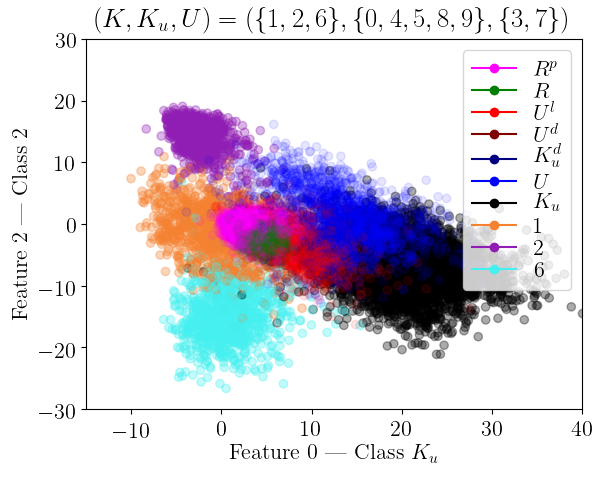 (K, K_u, U) = ({1, 2, 6}, {0, 4, 5, 8, 9}, {3, 7})
30
20
10
0
−10
−20
−30
Feature 2 — Class 2
R^p
R
U^l
U^d
K_u^d
U
K_u
1
2
6
−10
0
10
20
30
40
Feature 0 — Class K_u